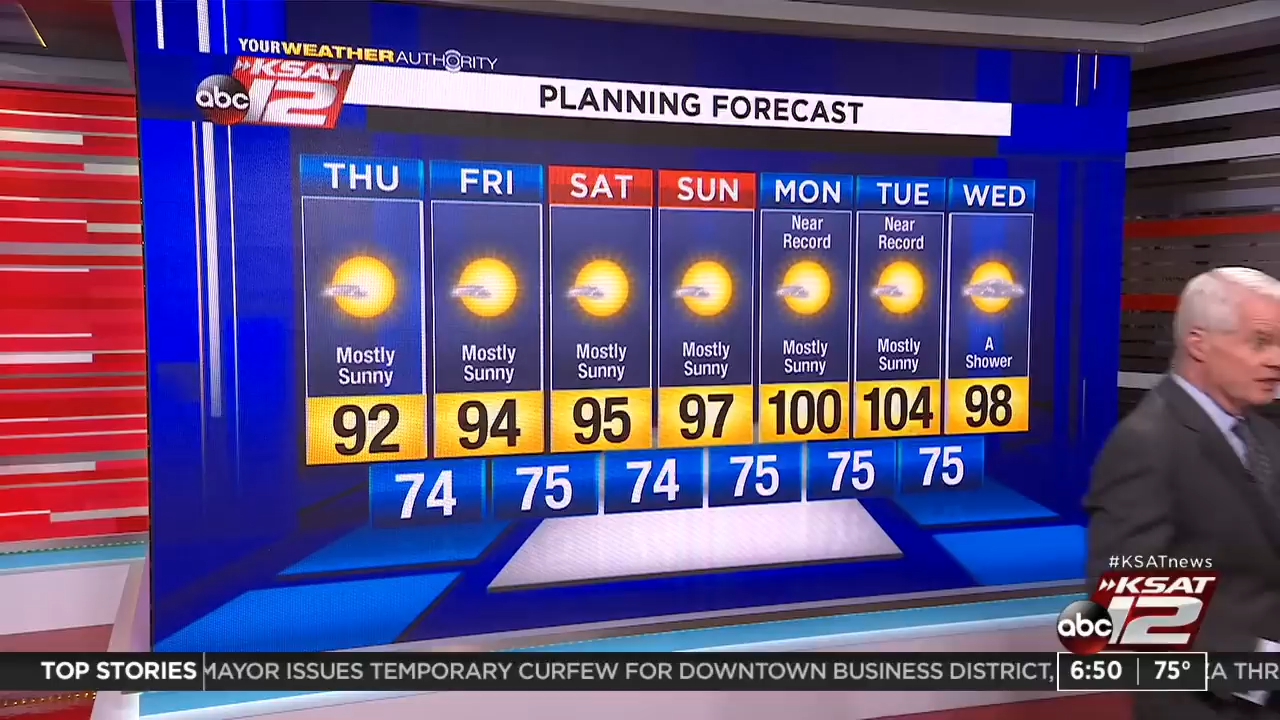 YOURWEATHERAUTHORITY
KSAT
abc 12
PLANNING FORECAST
THU FRI SAT SUN MON TUE WED
Near Record
Near Record
Mostly Sunny
Mostly Sunny
Mostly Sunny
Mostly Sunny
Mostly Sunny
Mostly Sunny
A Shower
92 94 95 97 100 104 98
74 75 74 75 75 75
#KSATnews
KSAT
abc 12
TOP STORIES MAYOR ISSUES TEMPORARY CURFEW FOR DOWNTOWN BUSINESS DISTRICT, 6:50 75°